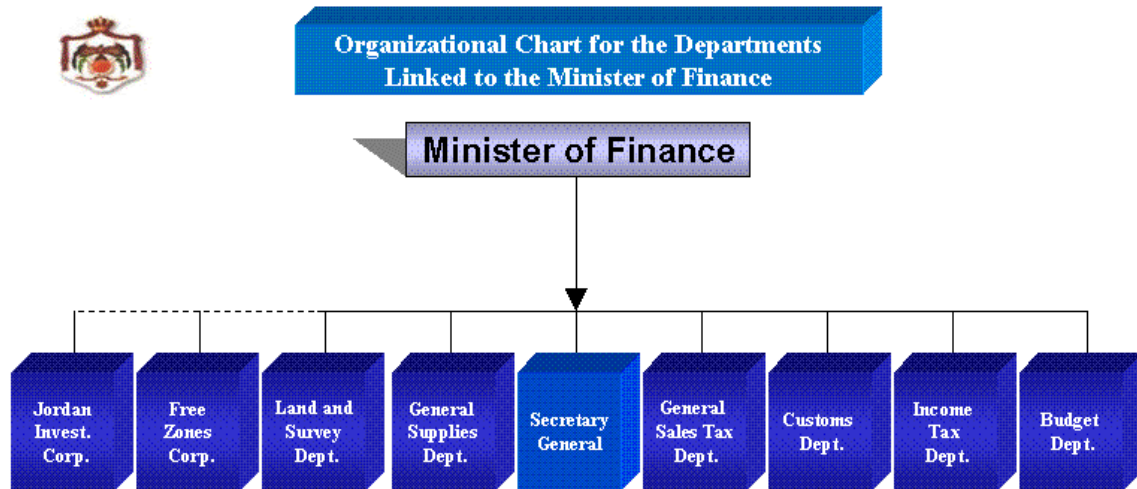 Organizational Chart for the Departments
Linked to the Minister of Finance
Minister of Finance
Jordan
Invest.
Corp.
Free
Zones
Corp.
Land and
Survey
Dept.
General
Supplies
Dept.
Secretary
General
General
Sales Tax
Dept.
Customs
Dept.
Income
Tax
Dept.
Budget
Dept.